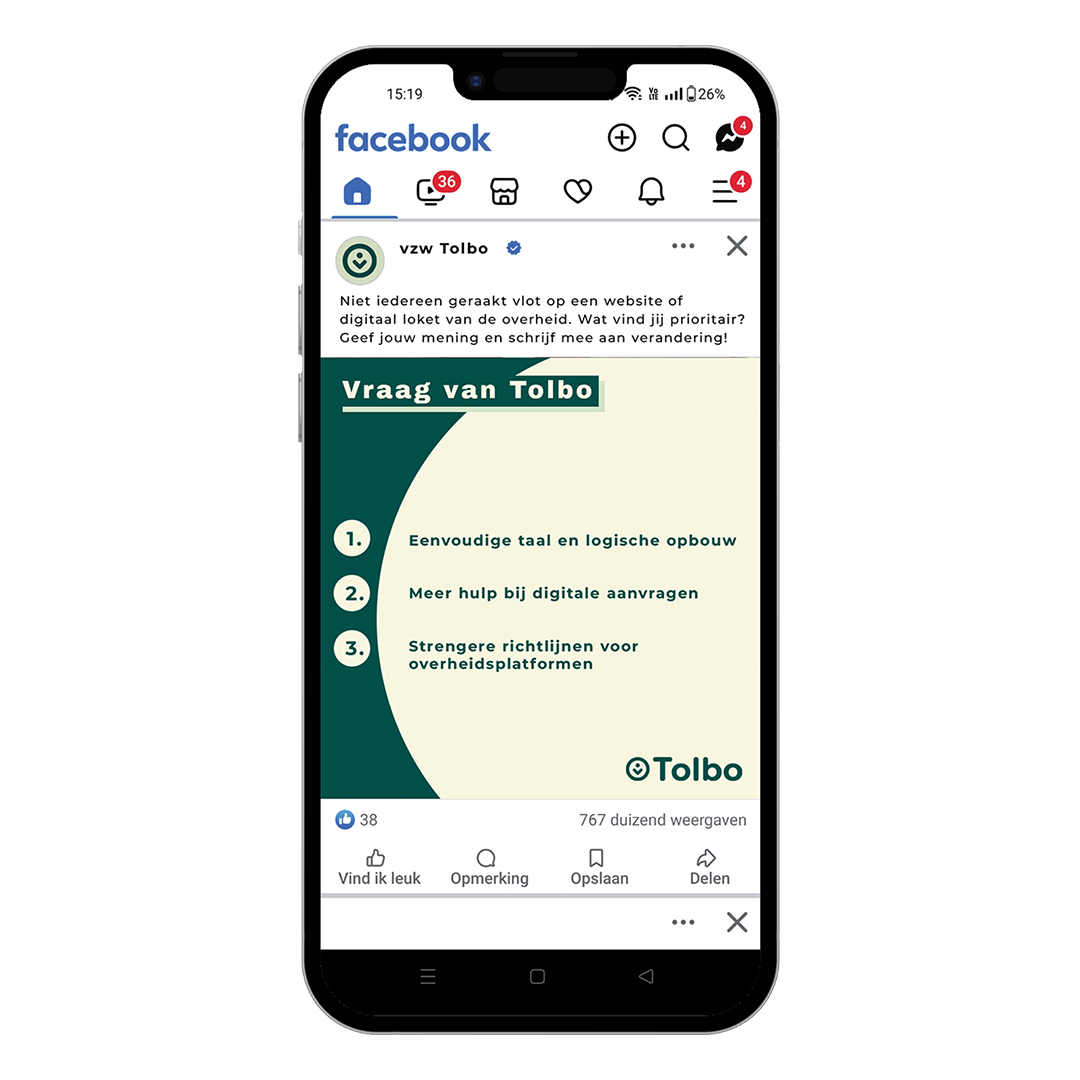 15:19
Vo
LTE
26%
facebook
4
36
4
vzw Tolbo
Niet iedereen geraakt vlot op een website of
digitaal loket van de overheid. Wat vind jij prioritair?
Geef jouw mening en schrijf mee aan verandering!
Vraag van Tolbo
1. Eenvoudige taal en logische opbouw
2. Meer hulp bij digitale aanvragen
3. Strengere richtlijnen voor
overheidsplatformen
Tolbo
38 767 duizend weergaven
Vind ik leuk Opmerking Opslaan Delen